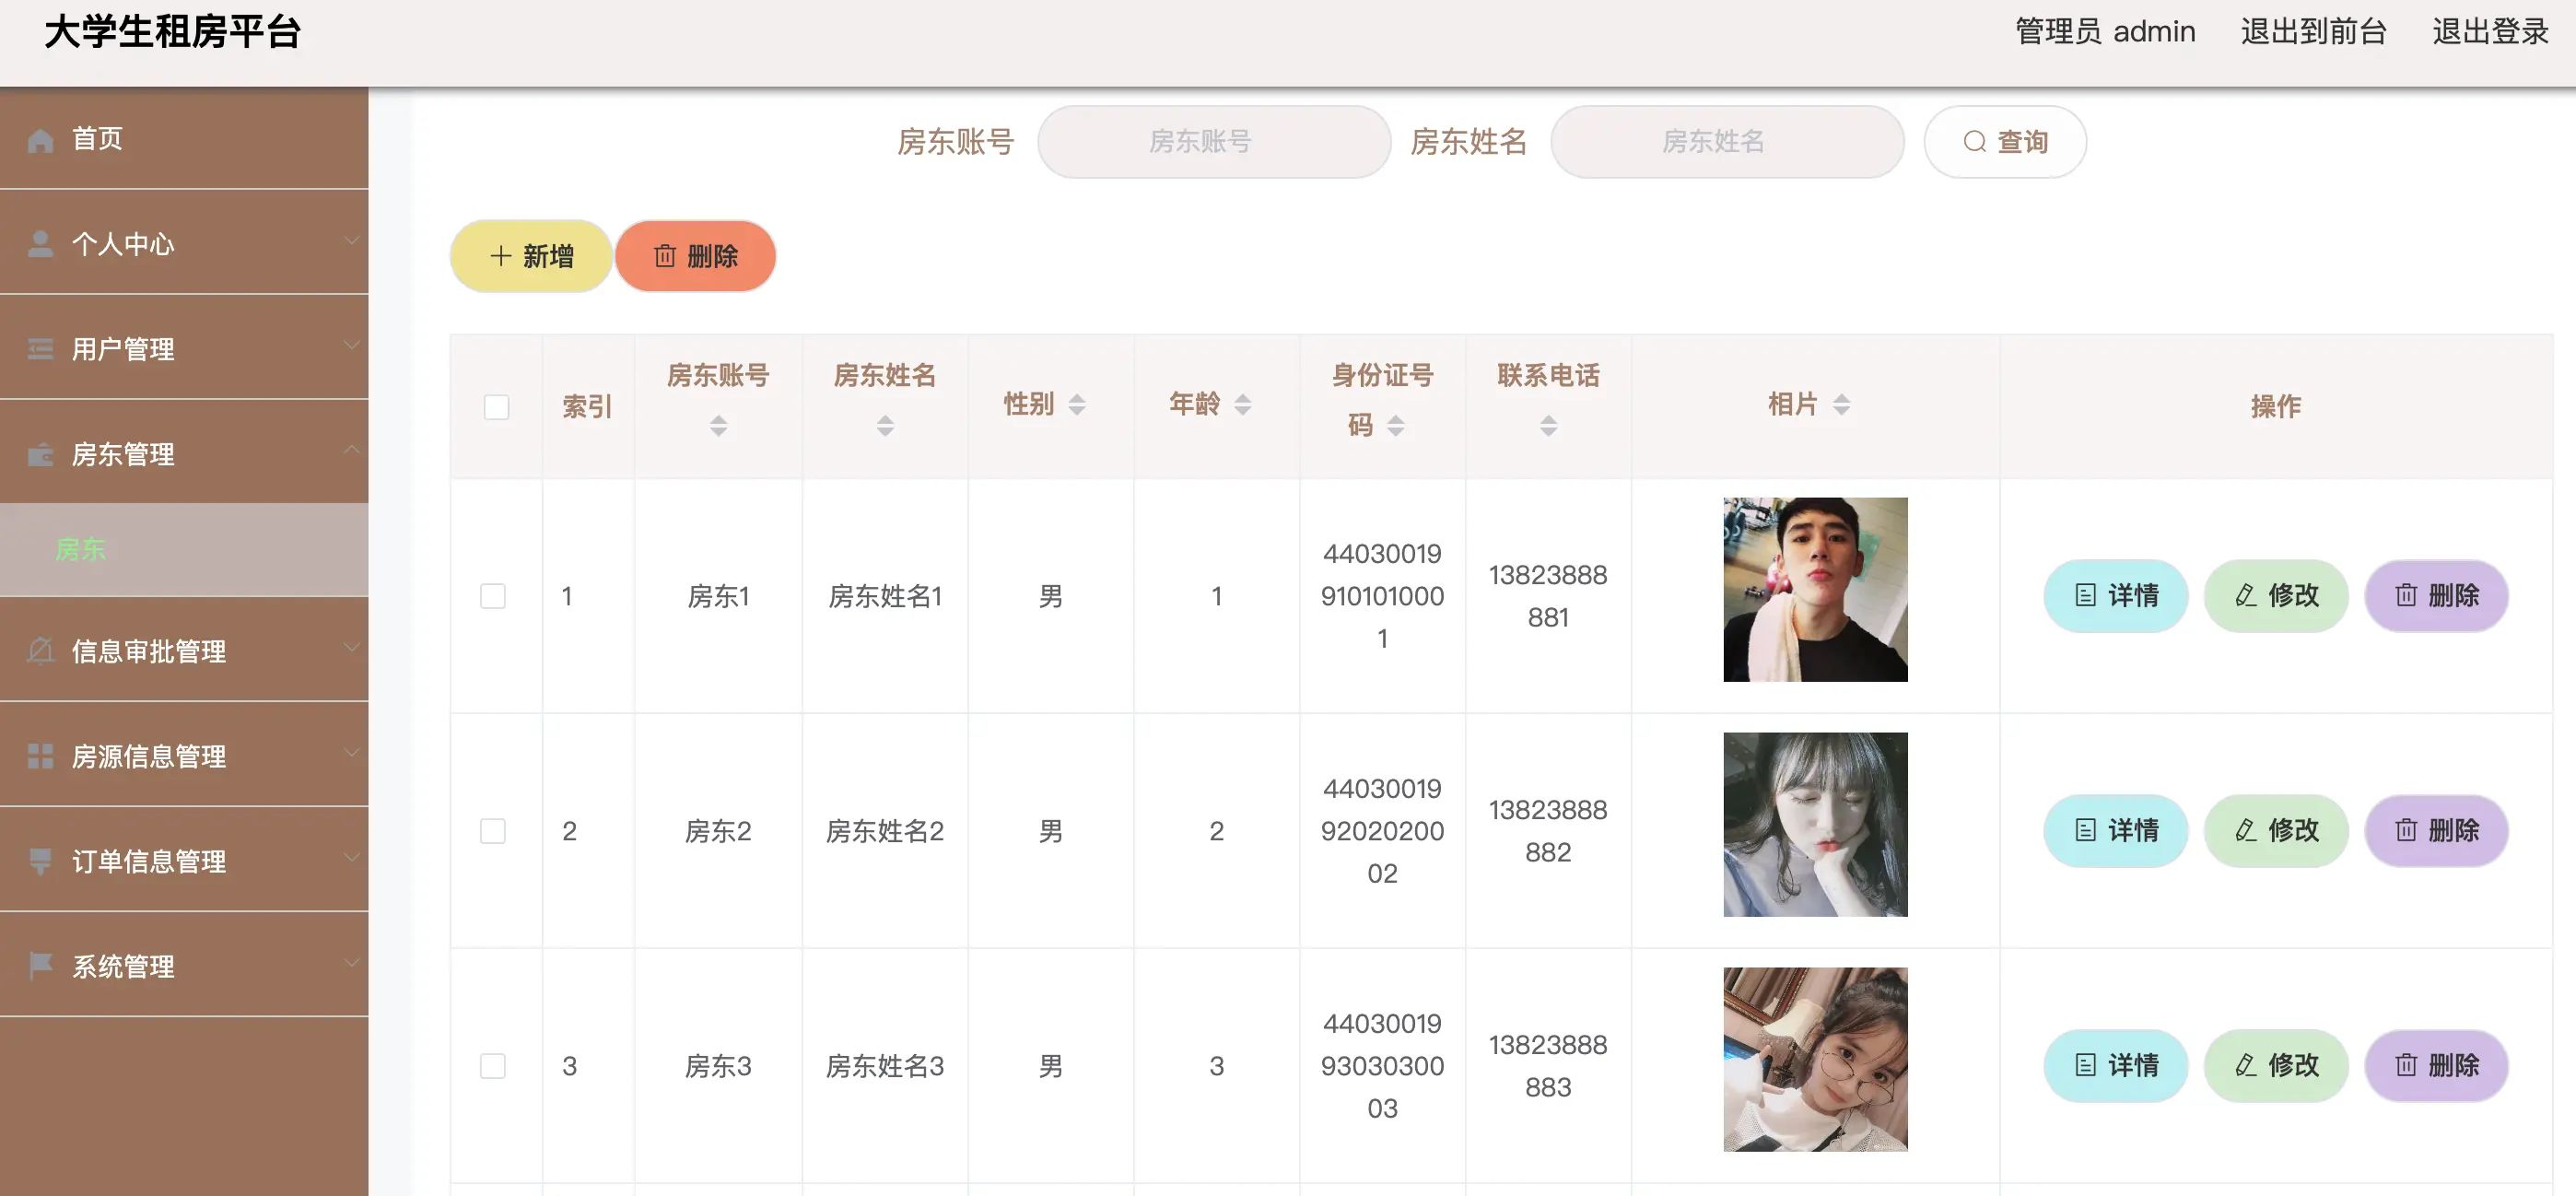 大学生租房平台
管理员 admin 退出到前台 退出登录
首页
个人中心
用户管理
房东管理
房东
信息审批管理
房源信息管理
订单信息管理
系统管理
房东账号 房东账号 房东姓名 房东姓名 查询
新增 删除
索引 房东账号 房东姓名 性别 年龄 身份证号码 联系电话 相片 操作
1 房东1 房东姓名1 男 1 440300199101010001 13823888881 详情 修改 删除
2 房东2 房东姓名2 男 2 440300199202020002 13823888882 详情 修改 删除
3 房东3 房东姓名3 男 3 440300199303030003 13823888883 详情 修改 删除